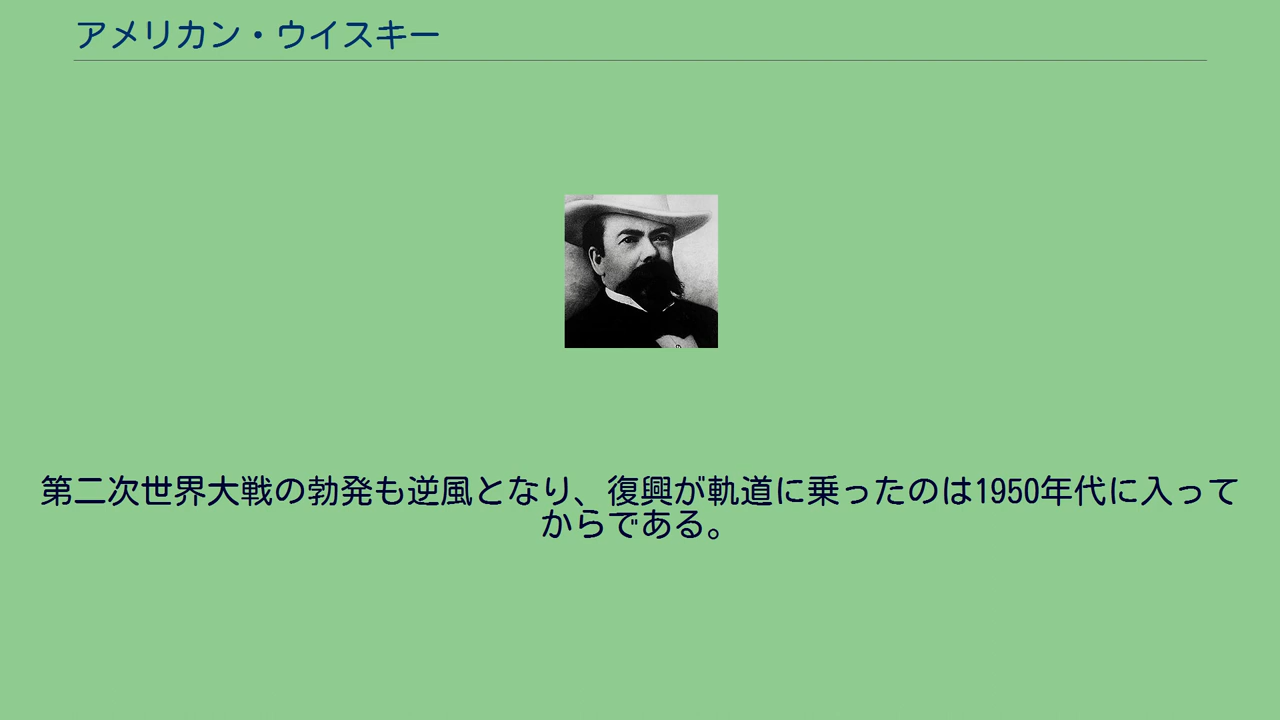 アメリカン・ウイスキー
第二次世界大戦の勃発も逆風となり、復興が軌道に乗ったのは1950年代に入って
からである。